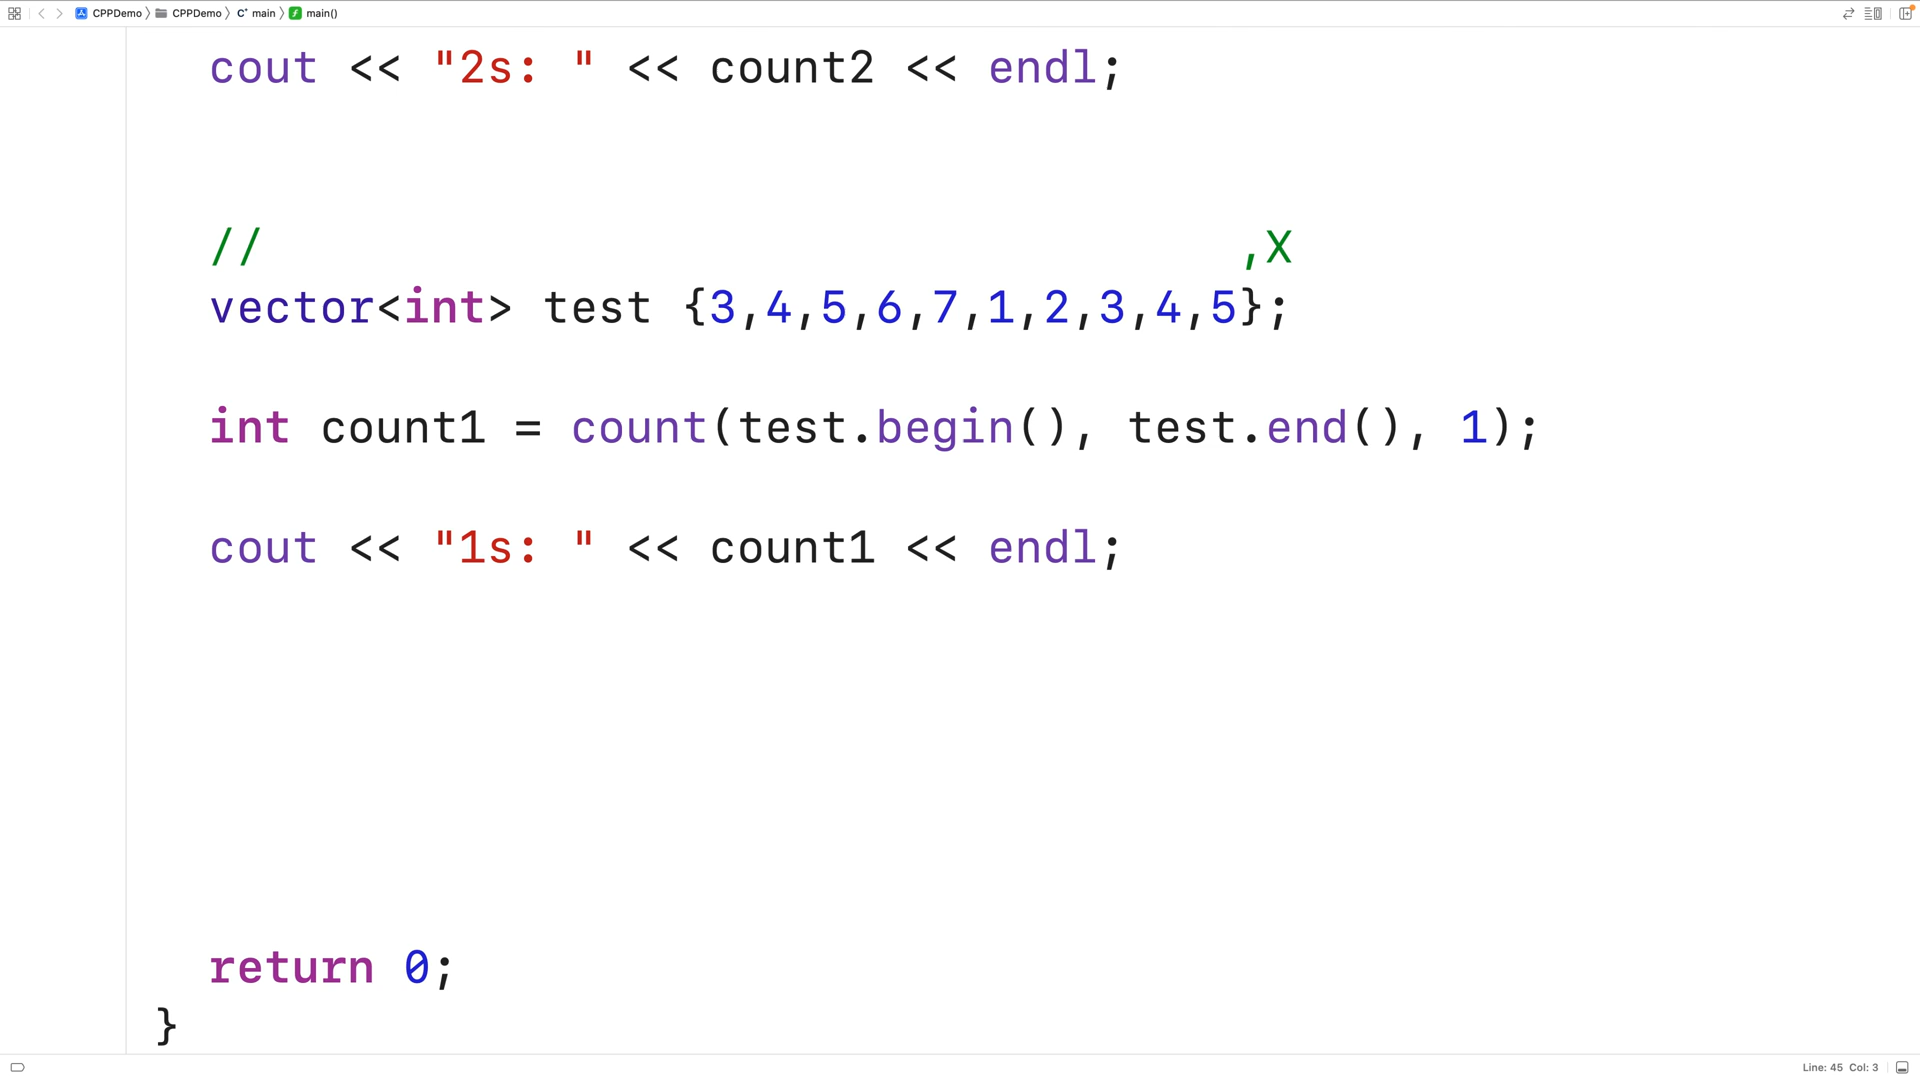 CPPDemo 〉 CPPDemo 〉 C⁺ main 〉 f main()
cout << "2s: " << count2 << endl;
//                                   ,X
vector<int> test {3,4,5,6,7,1,2,3,4,5};
int count1 = count(test.begin(), test.end(), 1);
cout << "1s: " << count1 << endl;
return 0;
}
Line: 45 Col: 3